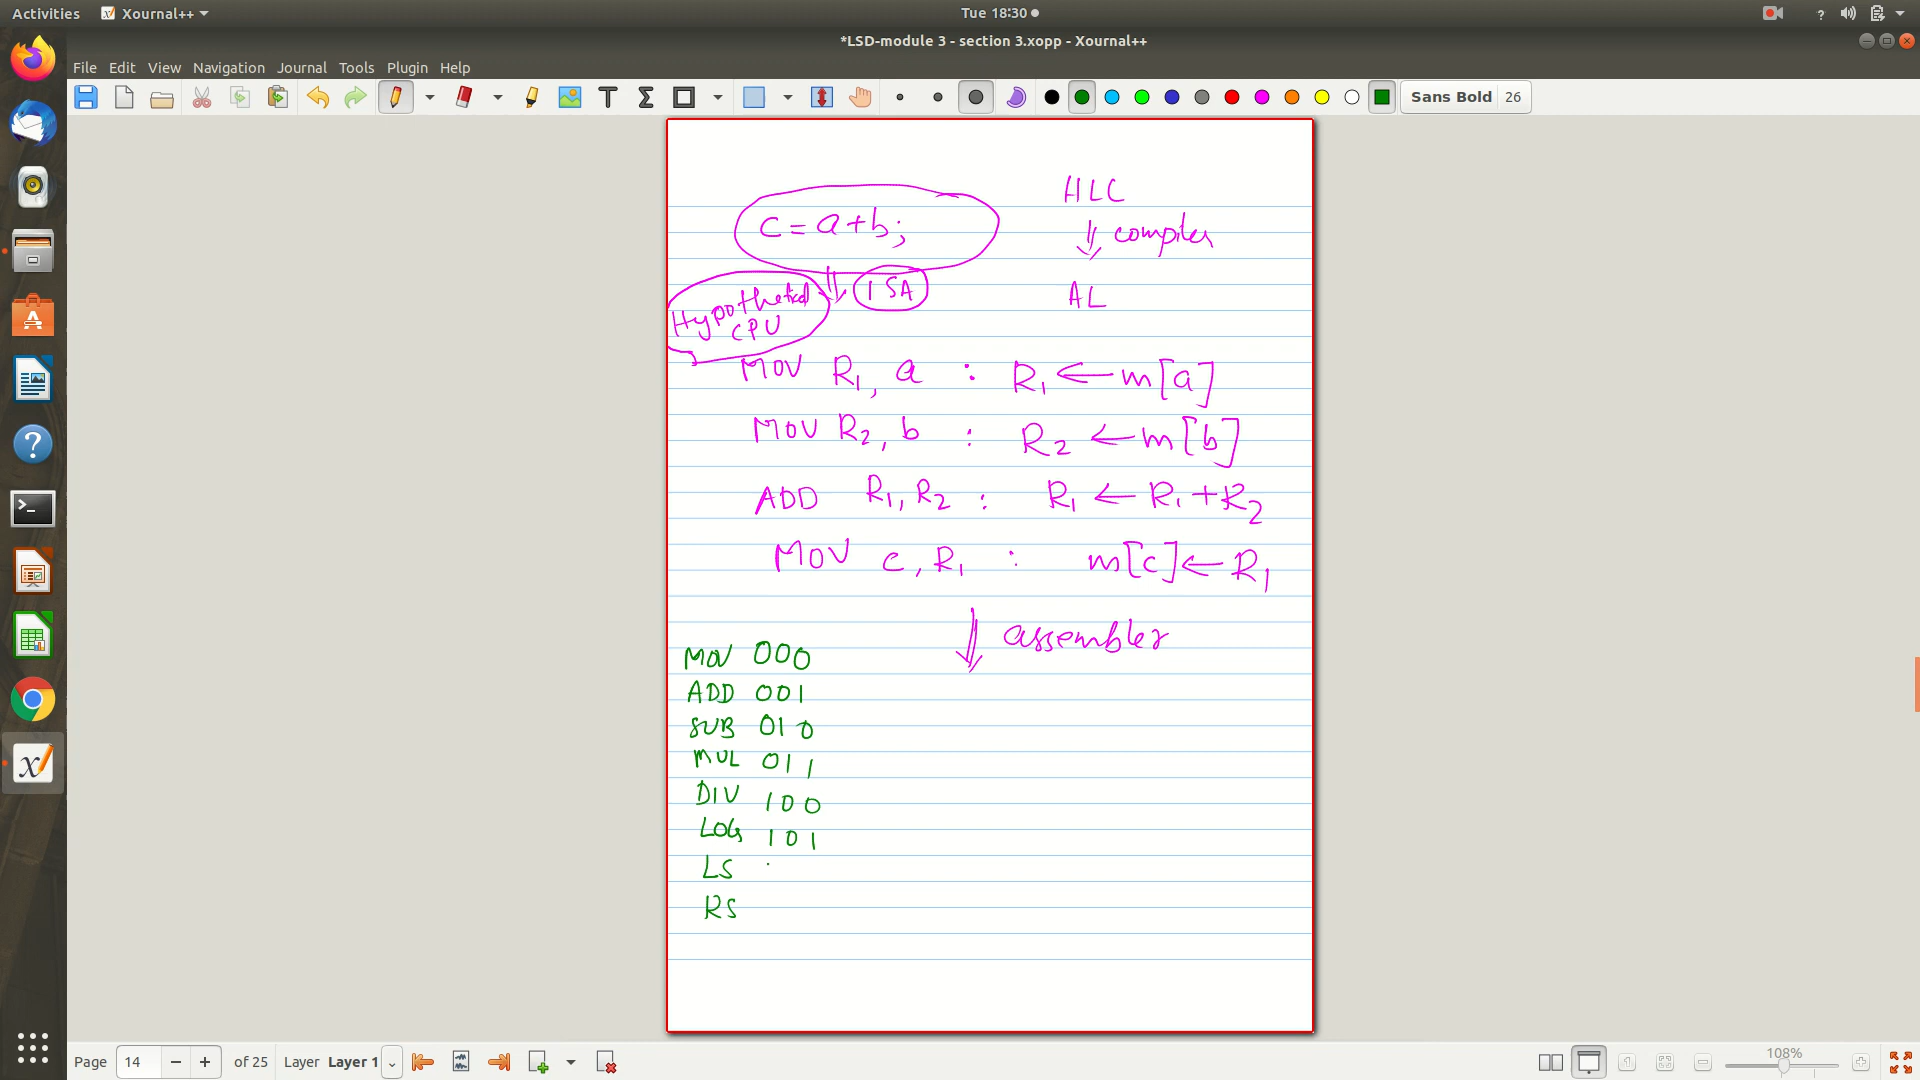 Activities Xournal++ Tue 18:30
*LSD-module 3 - section 3.xopp - Xournal++
File Edit View Navigation Journal Tools Plugin Help
Sans Bold 26
HLC
c = a+b;
compiler
ISA
AL
Hypothetical
CPU
MOV R1, a : R1 ← m[a]
MOV R2, b : R2 ← m[b]
ADD R1, R2 : R1 ← R1 + R2
MOV c, R1 : m[c] ← R1
assembler
MOV 000
ADD 001
SUB 010
MUL 011
DIV 100
LOG 101
LS
RS
Page 14 of 25 Layer Layer 1 108%